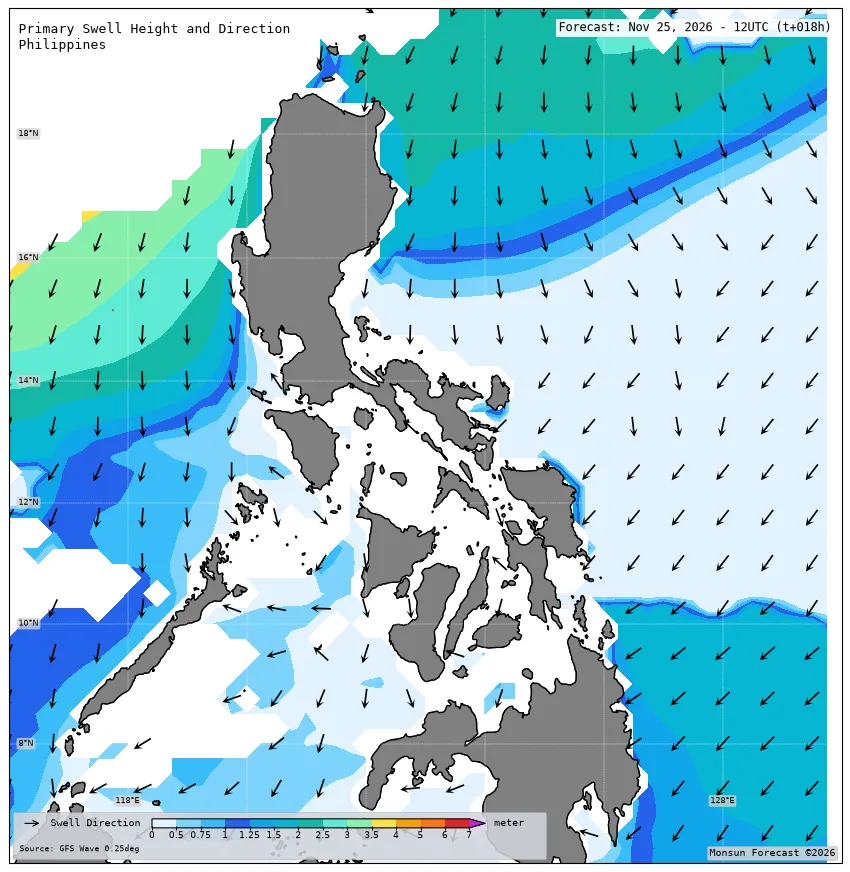 Primary Swell Height and Direction
Philippines
Forecast: Nov 25, 2026 - 12UTC (t+018h)
18°N
16°N
14°N
12°N
10°N
8°N
118°E
128°E
Swell Direction
0 0.5 0.75 1 1.25 1.5 2 2.5 3 3.5 4 5 6 7
meter
Source: GFS Wave 0.25deg
Monsun Forecast ©2026